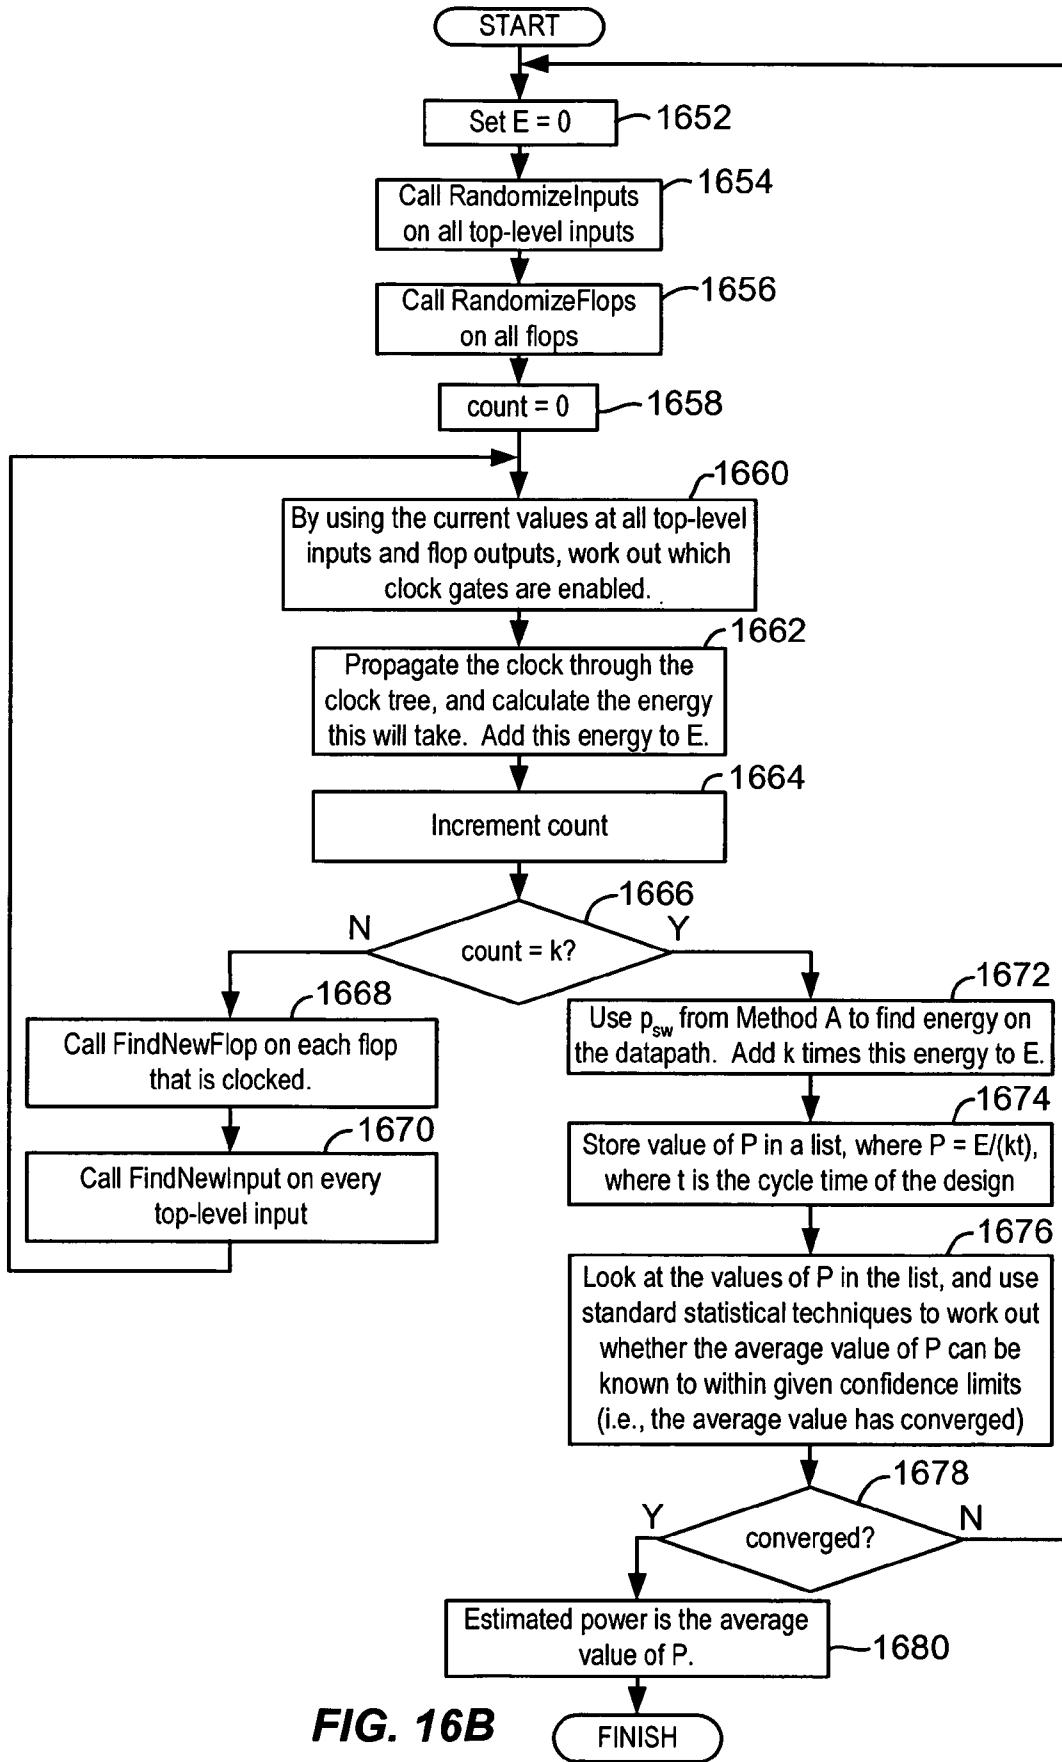 START
Set E = 0
1652
Call RandomizeInputs
on all top-level inputs
1654
Call RandomizeFlops
on all flops
1656
count = 0
1658
1660
By using the current values at all top-level
inputs and flop outputs, work out which
clock gates are enabled.
1662
Propagate the clock through the
clock tree, and calculate the energy
this will take. Add this energy to E.
1664
Increment count
1666
N
count = k?
Y
1668
Call FindNewFlop on each flop
that is clocked.
1670
Call FindNewInput on every
top-level input
1672
Use psw from Method A to find energy on
the datapath. Add k times this energy to E.
1674
Store value of P in a list, where P = E/(kt),
where t is the cycle time of the design
1676
Look at the values of P in the list, and use
standard statistical techniques to work out
whether the average value of P can be
known to within given confidence limits
(i.e., the average value has converged)
1678
Y
converged?
N
Estimated power is the average
value of P.
1680
FINISH
FIG. 16B